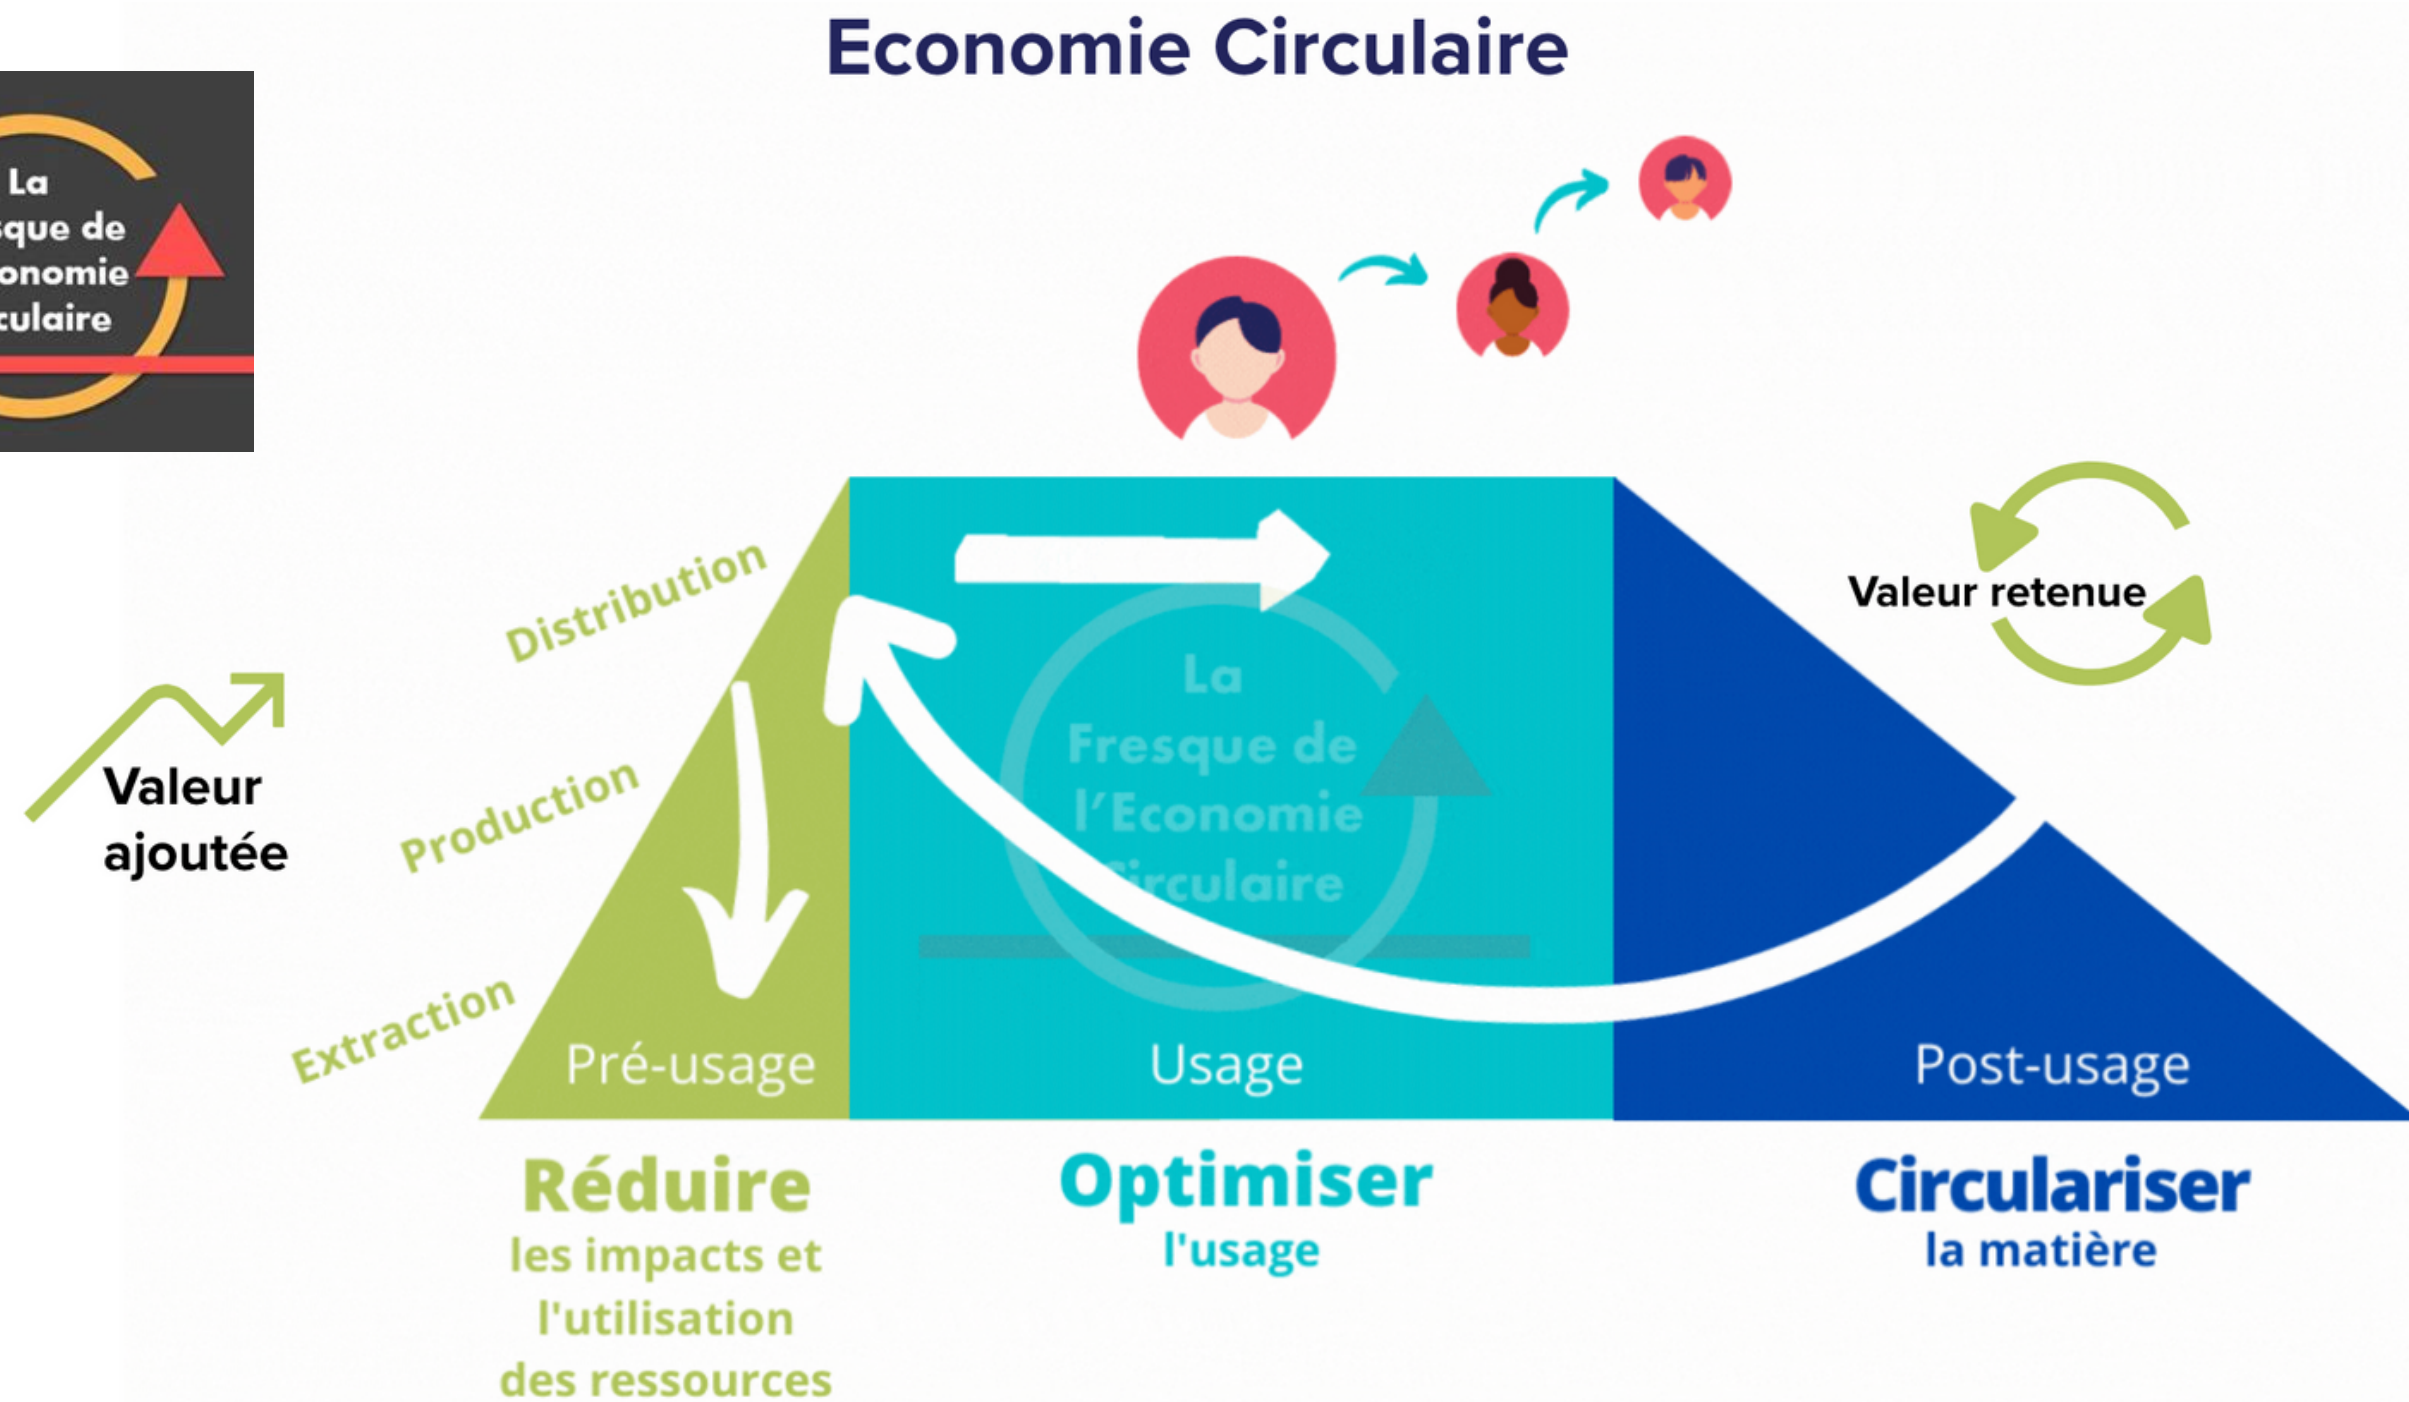 Economie Circulaire
La
sque de
onomie
culaire
Valeur retenue
Distribution
Valeur
ajoutée
Production
Extraction
La
Fresque de
l'Economie
Circulaire
Pré-usage
Usage
Post-usage
Réduire
les impacts et
l'utilisation
des ressources
Optimiser
l'usage
Circulariser
la matière